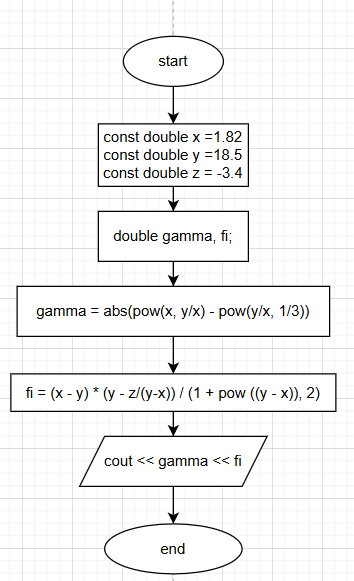 start
const double x =1.82
const double y =18.5
const double z = -3.4
double gamma, fi;
gamma = abs(pow(x, y/x) - pow(y/x, 1/3))
fi = (x - y) * (y - z/(y-x)) / (1 + pow ((y - x)), 2)
cout << gamma << fi
end